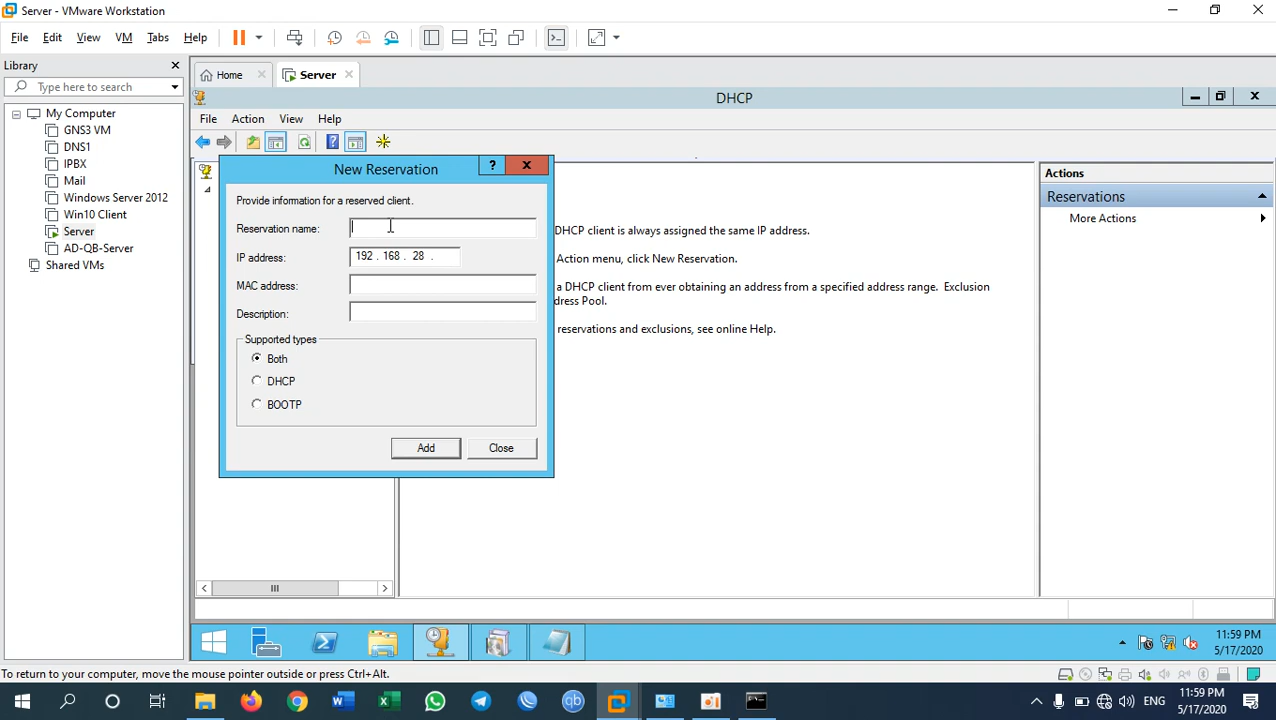 Server - VMware Workstation
File Edit View VM Tabs Help
Library
Type here to search
My Computer
GNS3 VM
DNS1
IPBX
Mail
Windows Server 2012
Win10 Client
Server
AD-QB-Server
Shared VMs
Home
Server
DHCP
File Action View Help
New Reservation
Provide information for a reserved client.
Reservation name:
IP address: 192 . 168 . 28 .
MAC address:
Description:
Supported types
Both
DHCP
BOOTP
Add Close
DHCP client is always assigned the same IP address.
Action menu, click New Reservation.
a DHCP client from ever obtaining an address from a specified address range. Exclusion
dress Pool.
reservations and exclusions, see online Help.
Actions
Reservations
More Actions
11:59 PM
5/17/2020
To return to your computer, move the mouse pointer outside or press Ctrl+Alt.
ENG
11:59 PM
5/17/2020